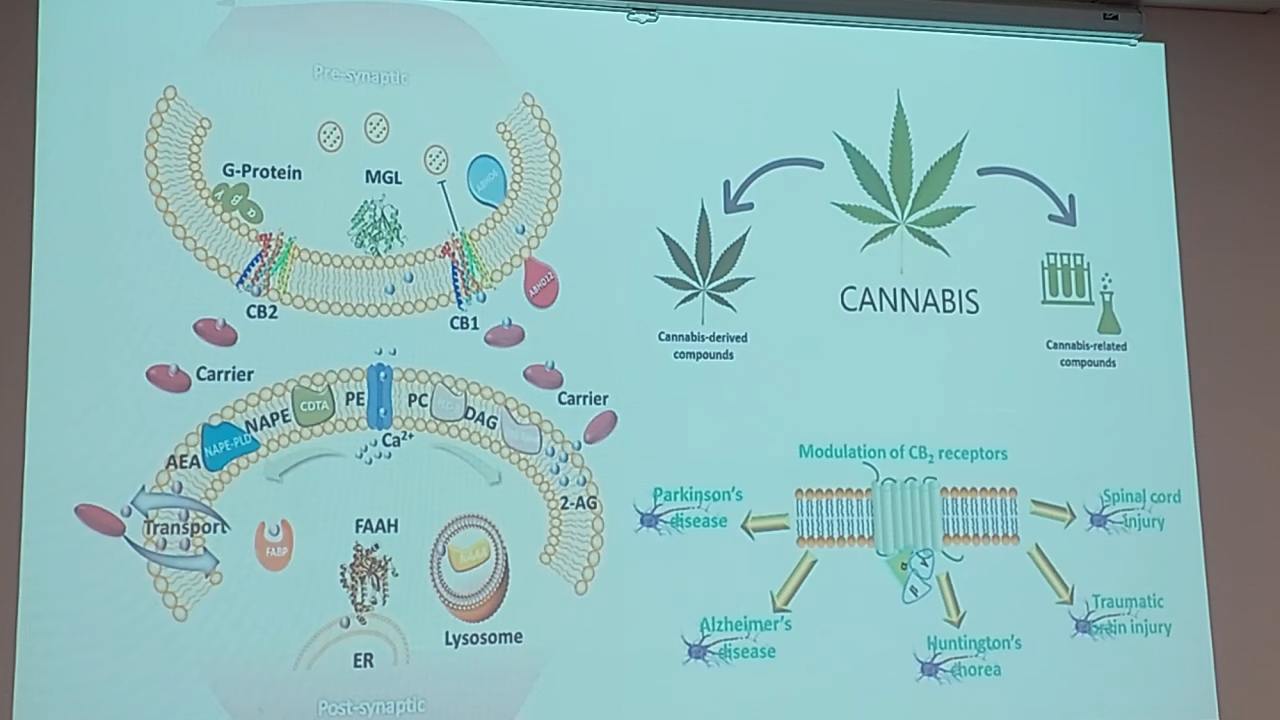 Pre-synaptic
G-Protein
MGL
γ β α
ABHD6
CB2
CB1
ABHD12
Carrier
Carrier
NAPE
CDTA
PE
PC
DAG
AEA
NAPE-PLD
Ca²⁺
2-AG
Transport
FABP
FAAH
Lysosome
ER
Post-synaptic
CANNABIS
Cannabis-derived
compounds
Cannabis-related
compounds
Modulation of CB₂ receptors
Parkinson's
disease
Spinal cord
injury
Alzheimer's
disease
Huntington's
chorea
Traumatic
brain injury
α
β
γ